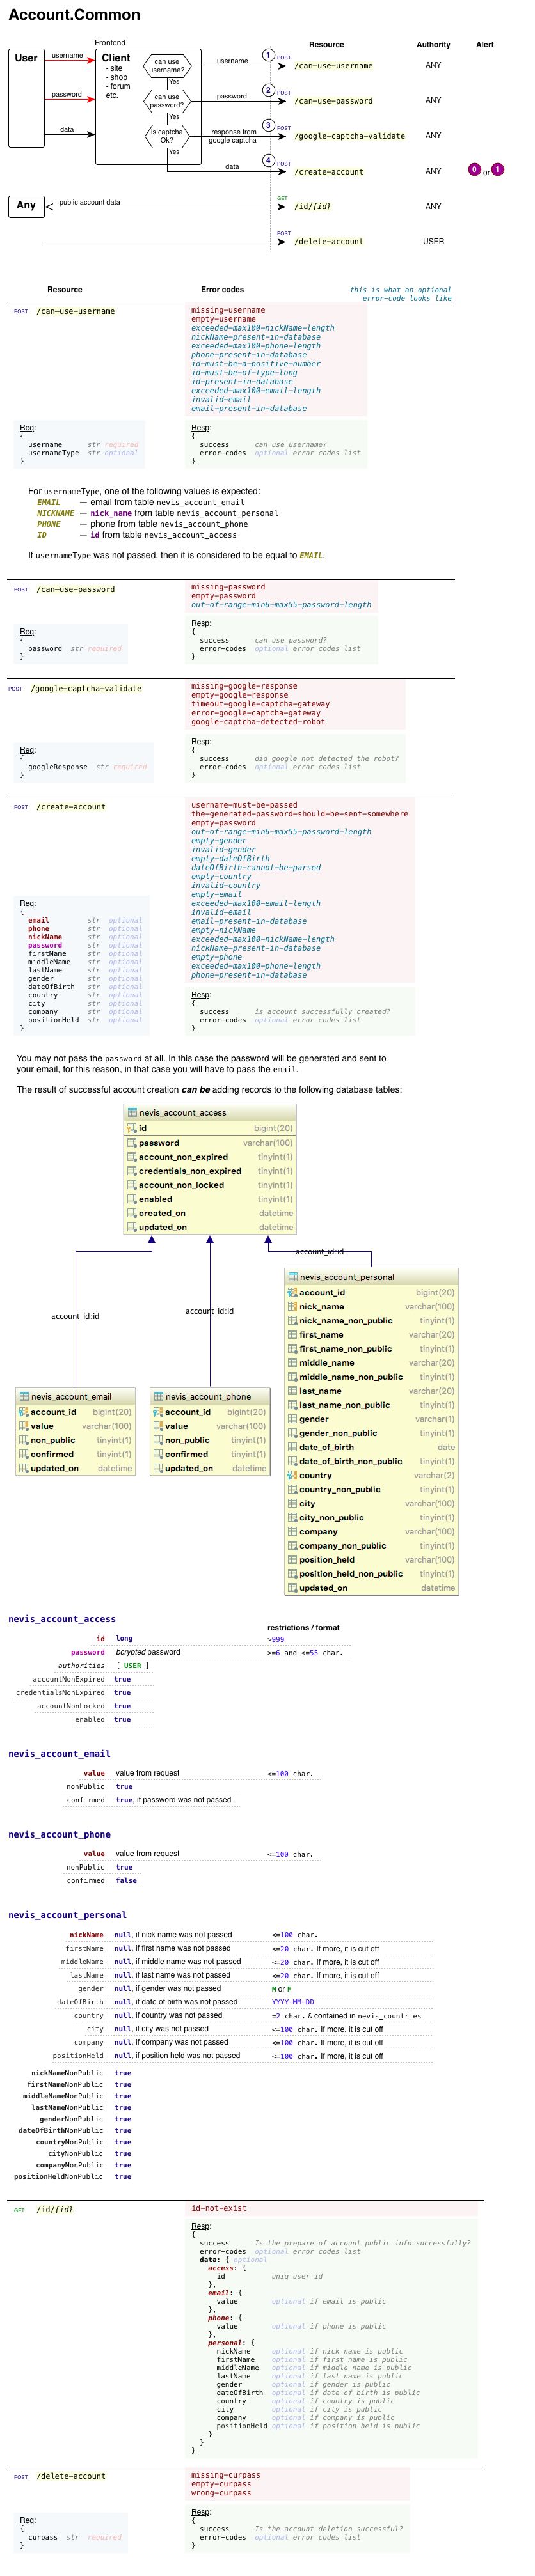 Account.Common
Frontend
Resource Authority Alert
User
username
Client
- site
- shop
- forum
etc.
can use
username?
username
1 POST
/can-use-username ANY
Yes
password
can use
password?
password
2 POST
/can-use-password ANY
Yes
data
is captcha
Ok?
response from
google captcha
3 POST
/google-captcha-validate ANY
Yes
data
4 POST
/create-account ANY 0 or 1
Any
public account data
GET
/id/{id} ANY
POST
/delete-account USER
Resource Error codes this is what an optional
error-code looks like
POST /can-use-username
missing-username
empty-username
exceeded-max100-nickName-length
nickName-present-in-database
exceeded-max100-phone-length
phone-present-in-database
id-must-be-a-positive-number
id-must-be-of-type-long
id-present-in-database
exceeded-max100-email-length
invalid-email
email-present-in-database
Req:
{
username str required
usernameType str optional
}
Resp:
{
success can use username?
error-codes optional error codes list
}
For usernameType, one of the following values is expected:
EMAIL — email from table nevis_account_email
NICKNAME — nick_name from table nevis_account_personal
PHONE — phone from table nevis_account_phone
ID — id from table nevis_account_access
If usernameType was not passed, then it is considered to be equal to EMAIL.
POST /can-use-password
missing-password
empty-password
out-of-range-min6-max55-password-length
Req:
{
password str required
}
Resp:
{
success can use password?
error-codes optional error codes list
}
POST /google-captcha-validate
missing-google-response
empty-google-response
timeout-google-captcha-gateway
error-google-captcha-gateway
google-captcha-detected-robot
Req:
{
googleResponse str required
}
Resp:
{
success did google not detected the robot?
error-codes optional error codes list
}
POST /create-account
username-must-be-passed
the-generated-password-should-be-sent-somewhere
empty-password
out-of-range-min6-max55-password-length
empty-gender
invalid-gender
empty-dateOfBirth
dateOfBirth-cannot-be-parsed
empty-country
invalid-country
empty-email
exceeded-max100-email-length
invalid-email
email-present-in-database
empty-nickName
exceeded-max100-nickName-length
nickName-present-in-database
empty-phone
exceeded-max100-phone-length
phone-present-in-database
Req:
{
email str optional
phone str optional
nickName str optional
password str optional
firstName str optional
middleName str optional
lastName str optional
gender str optional
dateOfBirth str optional
country str optional
city str optional
company str optional
positionHeld str optional
}
Resp:
{
success is account successfully created?
error-codes optional error codes list
}
You may not pass the password at all. In this case the password will be generated and sent to
your email, for this reason, in that case you will have to pass the email.
The result of successful account creation can be adding records to the following database tables:
nevis_account_access
id bigint(20)
password varchar(100)
account_non_expired tinyint(1)
credentials_non_expired tinyint(1)
account_non_locked tinyint(1)
enabled tinyint(1)
created_on datetime
updated_on datetime
account_id:id
account_id:id
account_id:id
nevis_account_personal
account_id bigint(20)
nick_name varchar(100)
nick_name_non_public tinyint(1)
first_name varchar(20)
first_name_non_public tinyint(1)
middle_name varchar(20)
middle_name_non_public tinyint(1)
last_name varchar(20)
last_name_non_public tinyint(1)
gender varchar(1)
gender_non_public tinyint(1)
date_of_birth date
date_of_birth_non_public tinyint(1)
country varchar(2)
country_non_public tinyint(1)
city varchar(100)
city_non_public tinyint(1)
company varchar(100)
company_non_public tinyint(1)
position_held varchar(100)
position_held_non_public tinyint(1)
updated_on datetime
nevis_account_email
account_id bigint(20)
value varchar(100)
non_public tinyint(1)
confirmed tinyint(1)
updated_on datetime
nevis_account_phone
account_id bigint(20)
value varchar(100)
non_public tinyint(1)
confirmed tinyint(1)
updated_on datetime
nevis_account_access
restrictions / format
id long >999
password bcrypted password >=6 and <=55 char.
authorities [ USER ]
accountNonExpired true
credentialsNonExpired true
accountNonLocked true
enabled true
nevis_account_email
value value from request <=100 char.
nonPublic true
confirmed true, if password was not passed
nevis_account_phone
value value from request <=100 char.
nonPublic true
confirmed false
nevis_account_personal
nickName null, if nick name was not passed <=100 char.
firstName null, if first name was not passed <=20 char. If more, it is cut off
middleName null, if middle name was not passed <=20 char. If more, it is cut off
lastName null, if last name was not passed <=20 char. If more, it is cut off
gender null, if gender was not passed M or F
dateOfBirth null, if date of birth was not passed YYYY-MM-DD
country null, if country was not passed =2 char. & contained in nevis_countries
city null, if city was not passed <=100 char. If more, it is cut off
company null, if company was not passed <=100 char. If more, it is cut off
positionHeld null, if position held was not passed <=100 char. If more, it is cut off
nickNameNonPublic true
firstNameNonPublic true
middleNameNonPublic true
lastNameNonPublic true
genderNonPublic true
dateOfBirthNonPublic true
countryNonPublic true
cityNonPublic true
companyNonPublic true
positionHeldNonPublic true
GET /id/{id}
id-not-exist
Resp:
{
success Is the prepare of account public info successfully?
error-codes optional error codes list
data: { optional
access: {
id uniq user id
},
email: {
value optional if email is public
},
phone: {
value optional if phone is public
},
personal: {
nickName optional if nick name is public
firstName optional if first name is public
middleName optional if middle name is public
lastName optional if last name is public
gender optional if gender is public
dateOfBirth optional if date of birth is public
country optional if country is public
city optional if city is public
company optional if company is public
positionHeld optional if position held is public
}
}
}
POST /delete-account
missing-curpass
empty-curpass
wrong-curpass
Req:
{
curpass str required
}
Resp:
{
success Is the account deletion successful?
error-codes optional error codes list
}